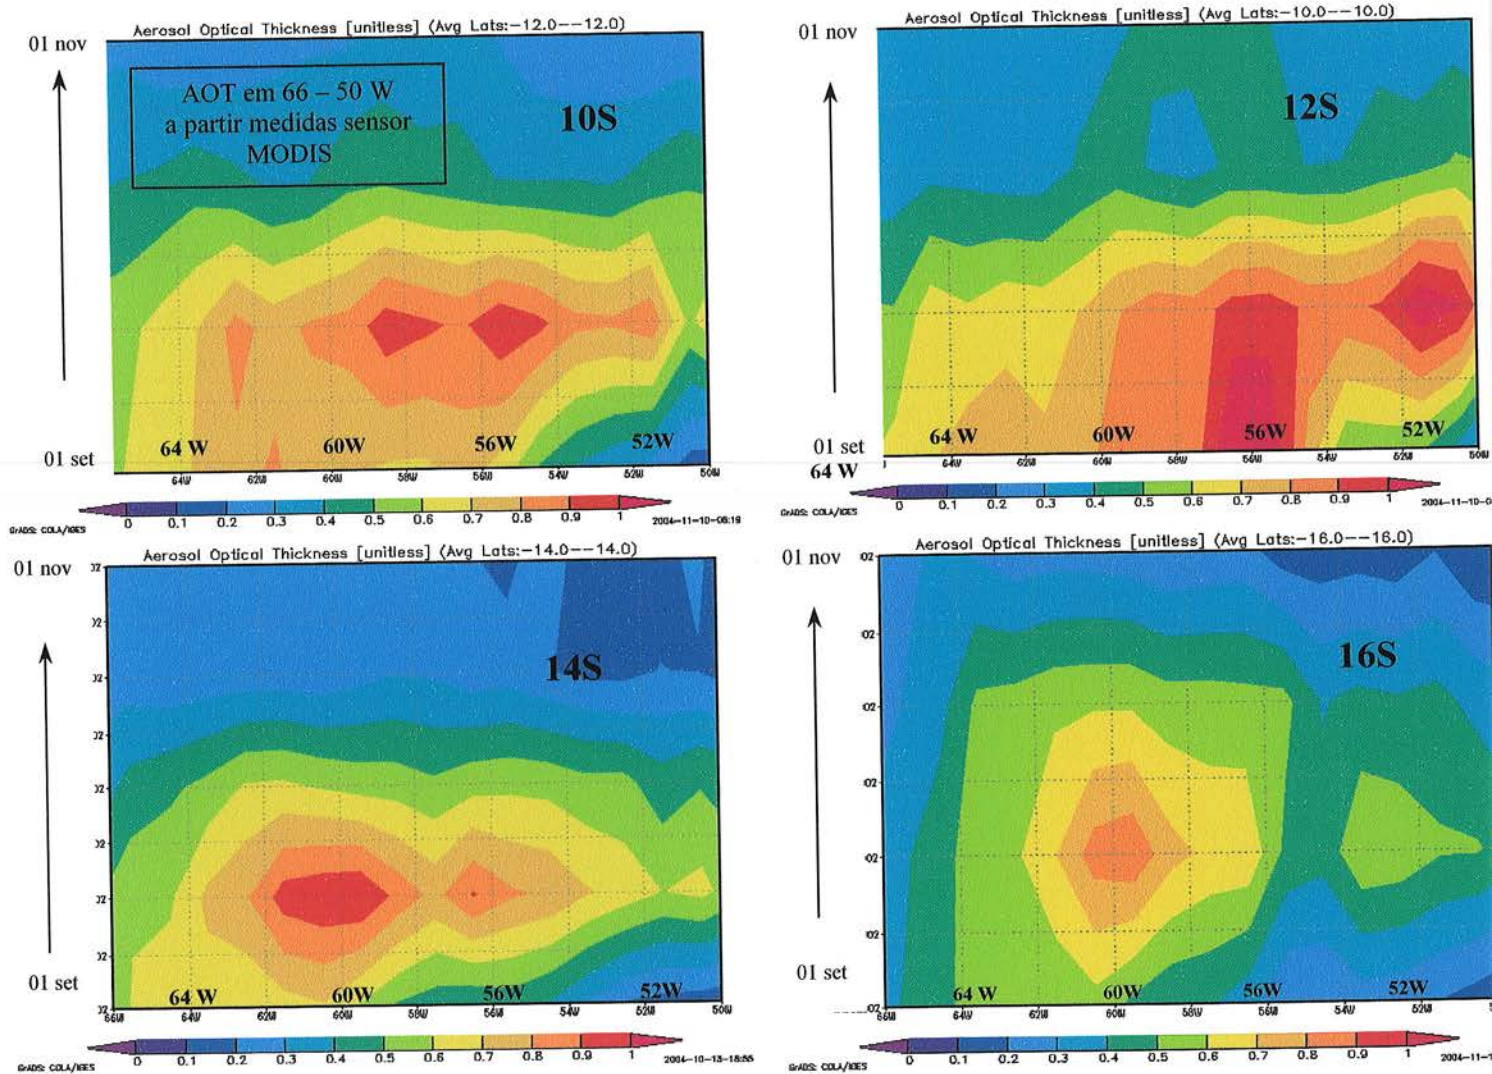 Aerosol Optical Thickness [unitless] (Avg Lats:-12.0--12.0)
01 nov
AOT em 66 – 50 W
a partir medidas sensor
MODIS
10S
64 W 60W 56W 52W
01 set
64W 62W 60W 58W 56W 54W 52W 50W
0 0.1 0.2 0.3 0.4 0.5 0.6 0.7 0.8 0.9 1
GrADS: COLA/IGES 2004-11-10-06:19
Aerosol Optical Thickness [unitless] (Avg Lats:-10.0--10.0)
01 nov
12S
64 W 60W 56W 52W
01 set
64 W
64W 62W 60W 58W 56W 54W 52W 50W
0 0.1 0.2 0.3 0.4 0.5 0.6 0.7 0.8 0.9 1
GrADS: COLA/IGES 2004-11-10-0
Aerosol Optical Thickness [unitless] (Avg Lats:-14.0--14.0)
01 nov
14S
64 W 60W 56W 52W
01 set
66W 64W 62W 60W 58W 56W 54W 52W 50W
0 0.1 0.2 0.3 0.4 0.5 0.6 0.7 0.8 0.9 1
GrADS: COLA/IGES 2004-10-13-18:55
Aerosol Optical Thickness [unitless] (Avg Lats:-16.0--16.0)
01 nov
16S
64 W 60W 56W 52W
01 set
66W 64W 62W 60W 58W 56W 54W 52W 5
0 0.1 0.2 0.3 0.4 0.5 0.6 0.7 0.8 0.9 1
GrADS: COLA/IGES 2004-11-1